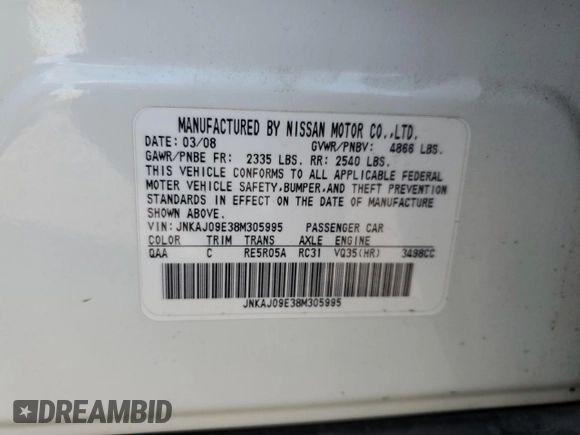 MANUFACTURED BY NISSAN MOTOR CO.,LTD.
DATE: 03/08 GVWR/PNBV: 4866 LBS.
GAWR/PNBE FR: 2335 LBS. RR: 2540 LBS.
THIS VEHICLE CONFORMS TO ALL APPLICABLE FEDERAL
MOTOR VEHICLE SAFETY,BUMPER,AND THEFT PREVENTION
STANDARDS IN EFFECT ON THE DATE OF MANUFACTURE
SHOWN ABOVE.
VIN: JNKAJ09E38M305995 PASSENGER CAR
COLOR TRIM TRANS AXLE ENGINE
QAA C RE5R05A RC31 VQ35(HR) 3498CC
JNKAJ09E38M305995
DREAMBID